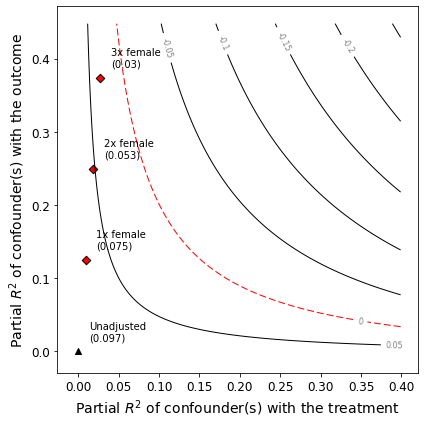 3x female
(0.03)
2x female
(0.053)
1x female
(0.075)
Unadjusted
(0.097)
-0.05
-0.1
-0.15
-0.2
0
0.05
0.4
0.3
0.2
0.1
0.0
0.00 0.05 0.10 0.15 0.20 0.25 0.30 0.35 0.40
Partial R² of confounder(s) with the outcome
Partial R² of confounder(s) with the treatment